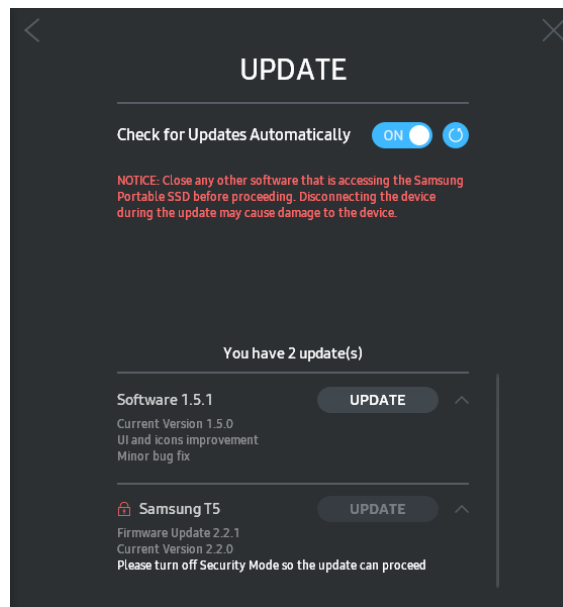 UPDATE
Check for Updates Automatically ON
NOTICE: Close any other software that is accessing the Samsung
Portable SSD before proceeding. Disconnecting the device
during the update may cause damage to the device.
You have 2 update(s)
Software 1.5.1 UPDATE
Current Version 1.5.0
UI and icons improvement
Minor bug fix
Samsung T5 UPDATE
Firmware Update 2.2.1
Current Version 2.2.0
Please turn off Security Mode so the update can proceed